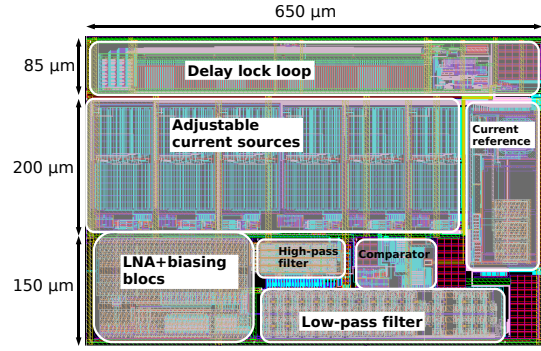 650 μm
85 μm
Delay lock loop
Adjustable
current sources
Current
reference
200 μm
LNA+biasing
blocs
High-pass
filter
Comparator
150 μm
Low-pass filter